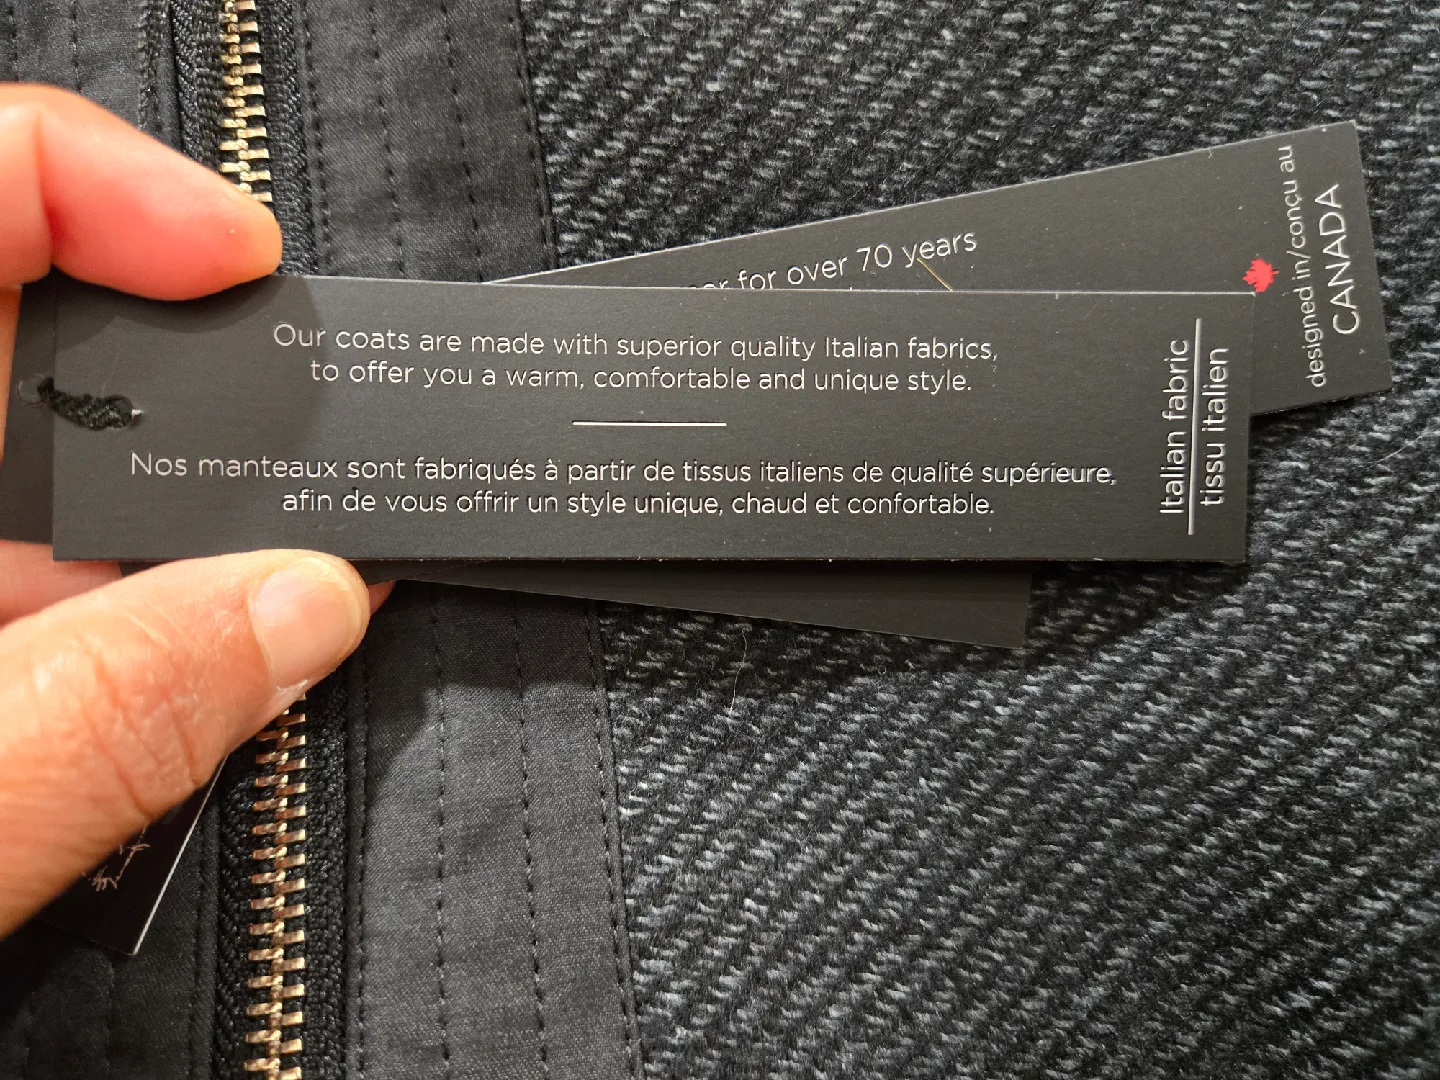 Our coats are made with superior quality Italian fabrics,
to offer you a warm, comfortable and unique style.
Nos manteaux sont fabriqués à partir de tissus italiens de qualité supérieure,
afin de vous offrir un style unique, chaud et confortable.
Italian fabric
tissu italien
for over 70 years
designed in/conçu au
CANADA